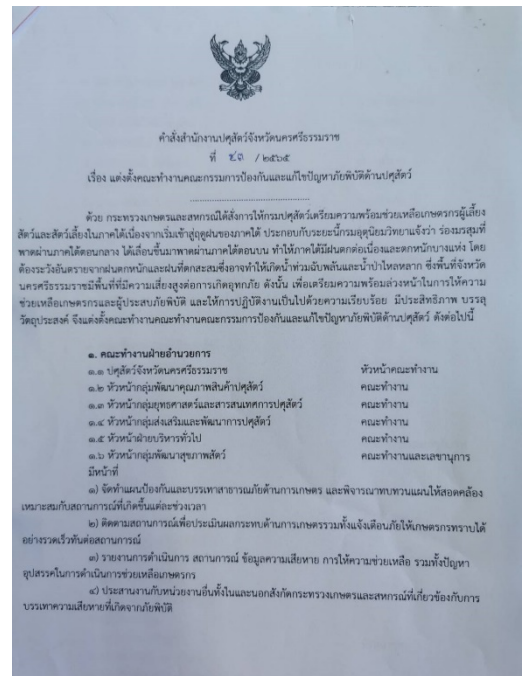 คำสั่งสำนักงานปศุสัตว์จังหวัดนครศรีธรรมราช
ที่ ๘๓ /๒๕๖๕
เรื่อง แต่งตั้งคณะทำงานคณะกรรมการป้องกันและแก้ไขปัญหาภัยพิบัติด้านปศุสัตว์
ด้วย กระทรวงเกษตรและสหกรณ์ได้สั่งการให้กรมปศุสัตว์เตรียมความพร้อมช่วยเหลือเกษตรกรผู้เลี้ยง
สัตว์และสัตว์เลี้ยงในภาคใต้เนื่องจากเริ่มเข้าสู่ฤดูฝนของภาคใต้ ประกอบกับระยะนี้กรมอุตุนิยมวิทยาแจ้งว่า ร่องมรสุมที่
พาดผ่านภาคใต้ตอนกลาง ได้เลื่อนขึ้นมาพาดผ่านภาคใต้ตอนบน ทำให้ภาคใต้มีฝนตกต่อเนื่องและตกหนักบางแห่ง โดย
ต้องระวังอันตรายจากฝนตกหนักและฝนที่ตกสะสมซึ่งอาจทำให้เกิดน้ำท่วมฉับพลันและน้ำป่าไหลหลาก ซึ่งพื้นที่จังหวัด
นครศรีธรรมราชมีพื้นที่ที่มีความเสี่ยงสูงต่อการเกิดอุทกภัย ดังนั้น เพื่อเตรียมความพร้อมล่วงหน้าในการให้ความ
ช่วยเหลือเกษตรกรและผู้ประสบภัยพิบัติ และให้การปฏิบัติงานเป็นไปด้วยความเรียบร้อย มีประสิทธิภาพ บรรลุ
วัตถุประสงค์ จึงแต่งตั้งคณะทำงานคณะทำงานคณะกรรมการป้องกันและแก้ไขปัญหาภัยพิบัติด้านปศุสัตว์ ดังต่อไปนี้
๑. คณะทำงานฝ่ายอำนวยการ
๑.๑ ปศุสัตว์จังหวัดนครศรีธรรมราช หัวหน้าคณะทำงาน
๑.๒ หัวหน้ากลุ่มพัฒนาคุณภาพสินค้าปศุสัตว์ คณะทำงาน
๑.๓ หัวหน้ากลุ่มยุทธศาสตร์และสารสนเทศการปศุสัตว์ คณะทำงาน
๑.๔ หัวหน้ากลุ่มส่งเสริมและพัฒนาการปศุสัตว์ คณะทำงาน
๑.๕ หัวหน้าฝ่ายบริหารทั่วไป คณะทำงาน
๑.๖ หัวหน้ากลุ่มพัฒนาสุขภาพสัตว์ คณะทำงานและเลขานุการ
มีหน้าที่
๑) จัดทำแผนป้องกันและบรรเทาสาธารณภัยด้านการเกษตร และพิจารณาทบทวนแผนให้สอดคล้อง
เหมาะสมกับสถานการณ์ที่เกิดขึ้นแต่ละช่วงเวลา
๒) ติดตามสถานการณ์เพื่อประเมินผลกระทบด้านการเกษตรรวมทั้งแจ้งเตือนภัยให้เกษตรกรทราบได้
อย่างรวดเร็วทันต่อสถานการณ์
๓) รายงานการดำเนินการ สถานการณ์ ข้อมูลความเสียหาย การให้ความช่วยเหลือ รวมทั้งปัญหา
อุปสรรคในการดำเนินการช่วยเหลือเกษตรกร
๔) ประสานงานกับหน่วยงานอื่นทั้งในและนอกสังกัดกระทรวงเกษตรและสหกรณ์ที่เกี่ยวข้องกับการ
บรรเทาความเสียหายที่เกิดจากภัยพิบัติ